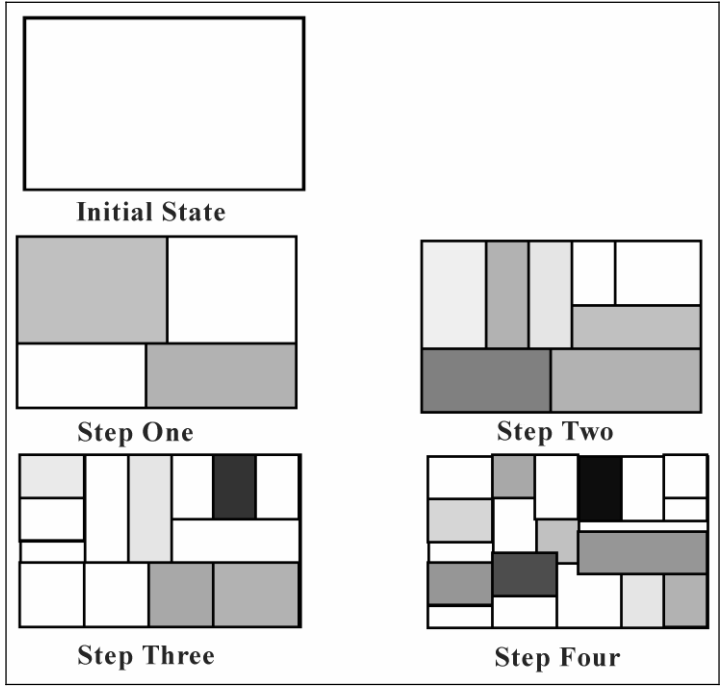 Initial State
Step One
Step Two
Step Three
Step Four